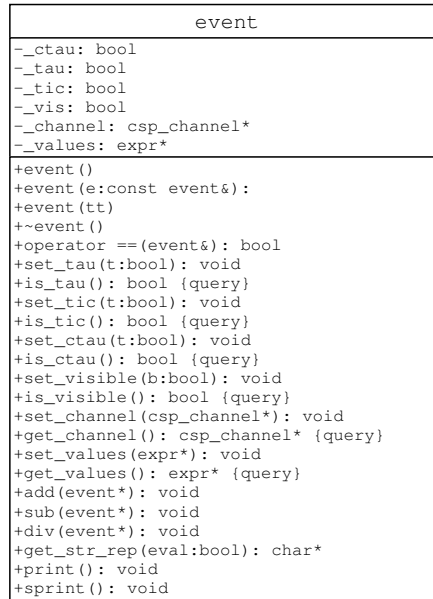 event
-_ctau: bool
-_tau: bool
-_tic: bool
-_vis: bool
-_channel: csp_channel*
-_values: expr*
+event()
+event(e:const event&):
+event(tt)
+~event()
+operator ==(event&): bool
+set_tau(t:bool): void
+is_tau(): bool {query}
+set_tic(t:bool): void
+is_tic(): bool {query}
+set_ctau(t:bool): void
+is_ctau(): bool {query}
+set_visible(b:bool): void
+is_visible(): bool {query}
+set_channel(csp_channel*): void
+get_channel(): csp_channel* {query}
+set_values(expr*): void
+get_values(): expr* {query}
+add(event*): void
+sub(event*): void
+div(event*): void
+get_str_rep(eval:bool): char*
+print(): void
+sprint(): void